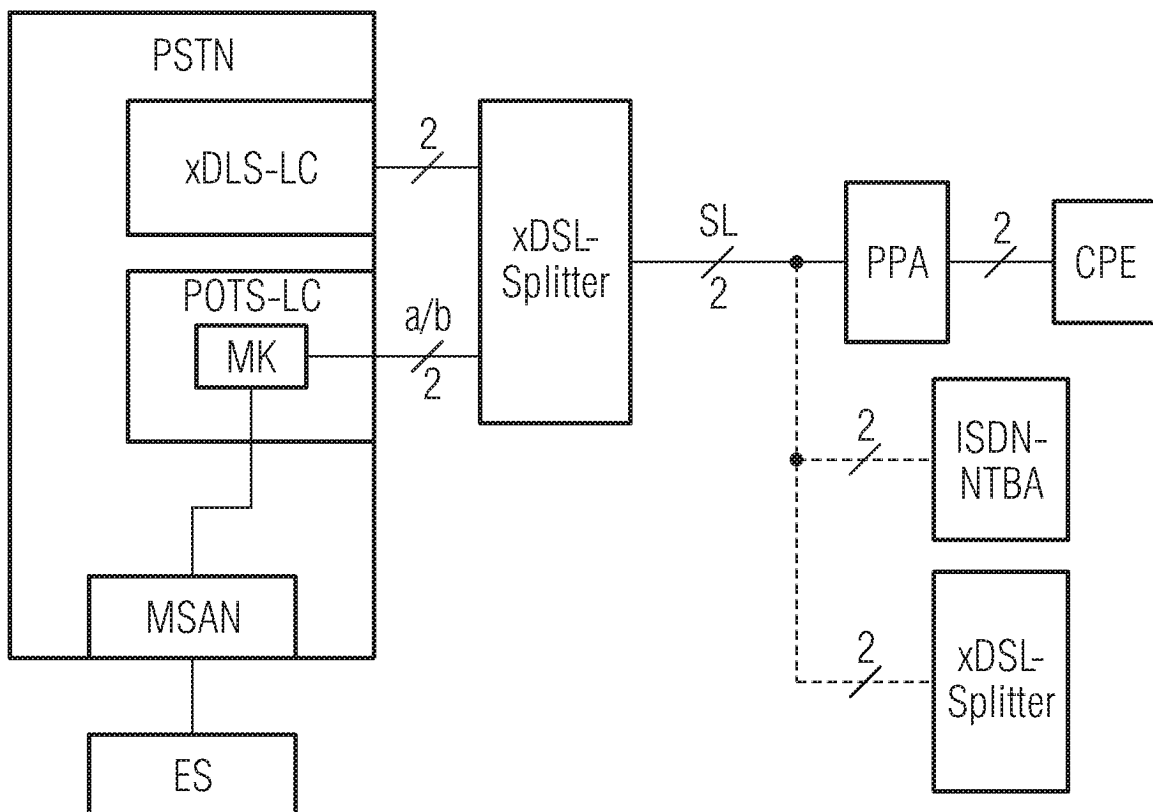 PSTN
xDLS-LC
2
xDSL-
Splitter
SL
2
PPA
2
CPE
POTS-LC
MK
a/b
2
2
ISDN-
NTBA
MSAN
2
xDSL-
Splitter
ES